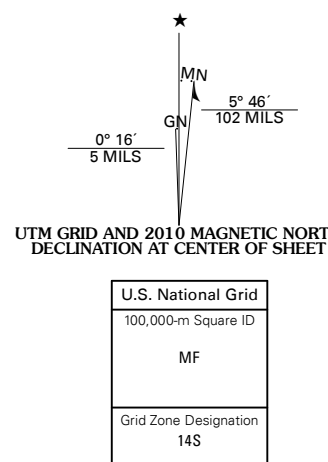 MN
GN
5° 46´
102 MILS
0° 16´
5 MILS
UTM GRID AND 2010 MAGNETIC NORT
DECLINATION AT CENTER OF SHEET
U.S. National Grid
100,000-m Square ID
MF
Grid Zone Designation
14S